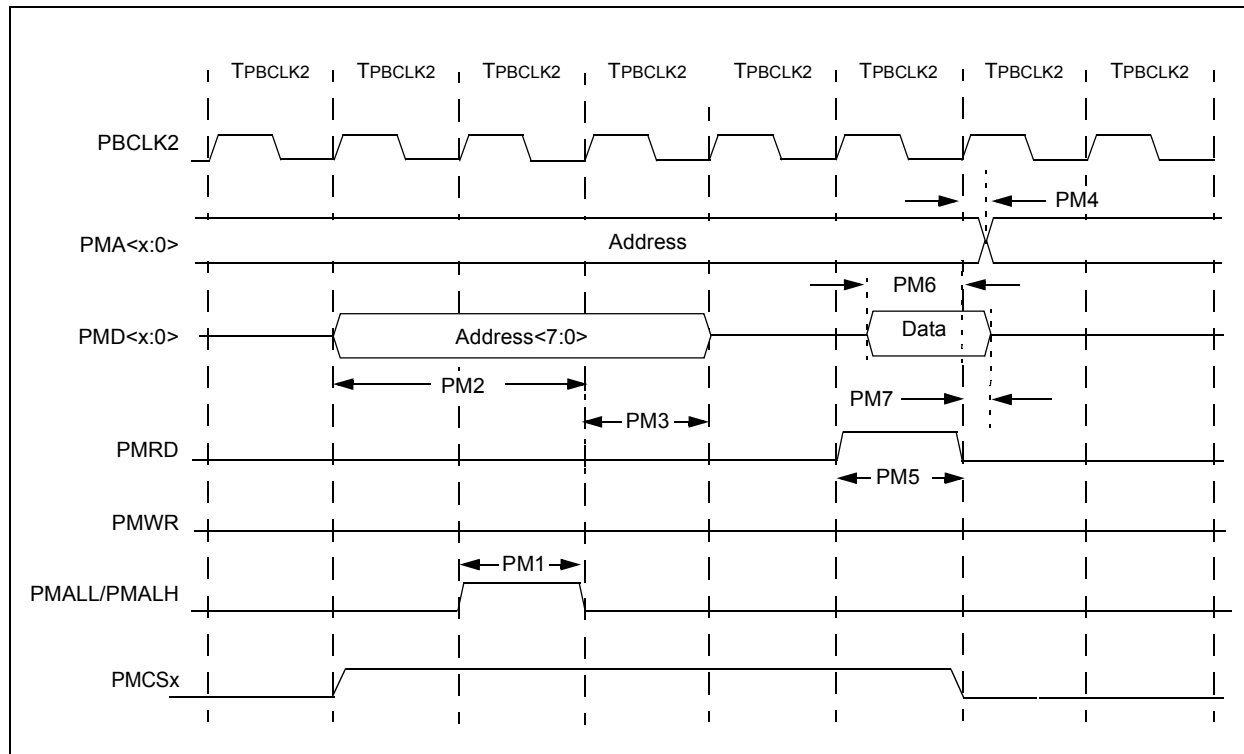 TPBCLK2 TPBCLK2 TPBCLK2 TPBCLK2 TPBCLK2 TPBCLK2 TPBCLK2 TPBCLK2
PBCLK2
PM4
PMA<x:0>
Address
PM6
PMD<x:0>
Address<7:0>
Data
PM2
PM7
PM3
PMRD
PM5
PMWR
PM1
PMALL/PMALH
PMCSx